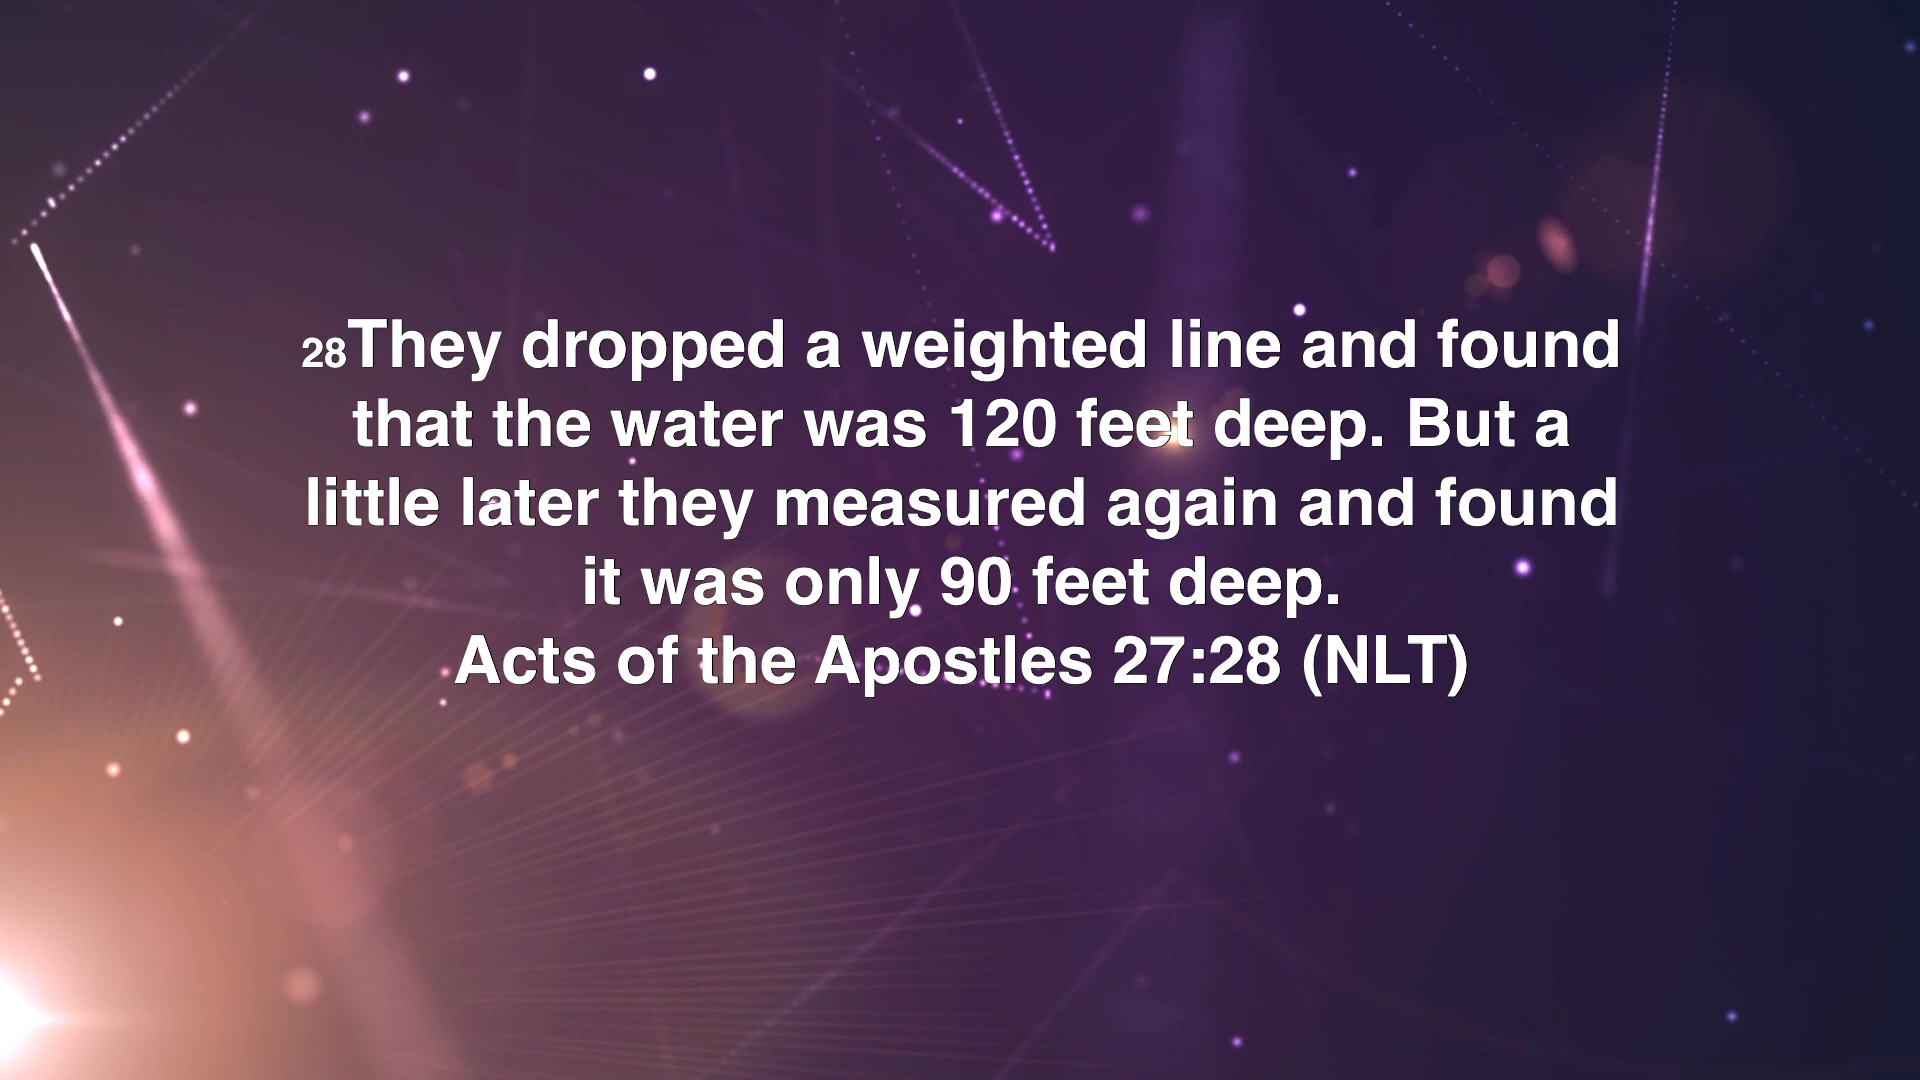 28They dropped a weighted line and found
that the water was 120 feet deep. But a
little later they measured again and found
it was only 90 feet deep.
Acts of the Apostles 27:28 (NLT)